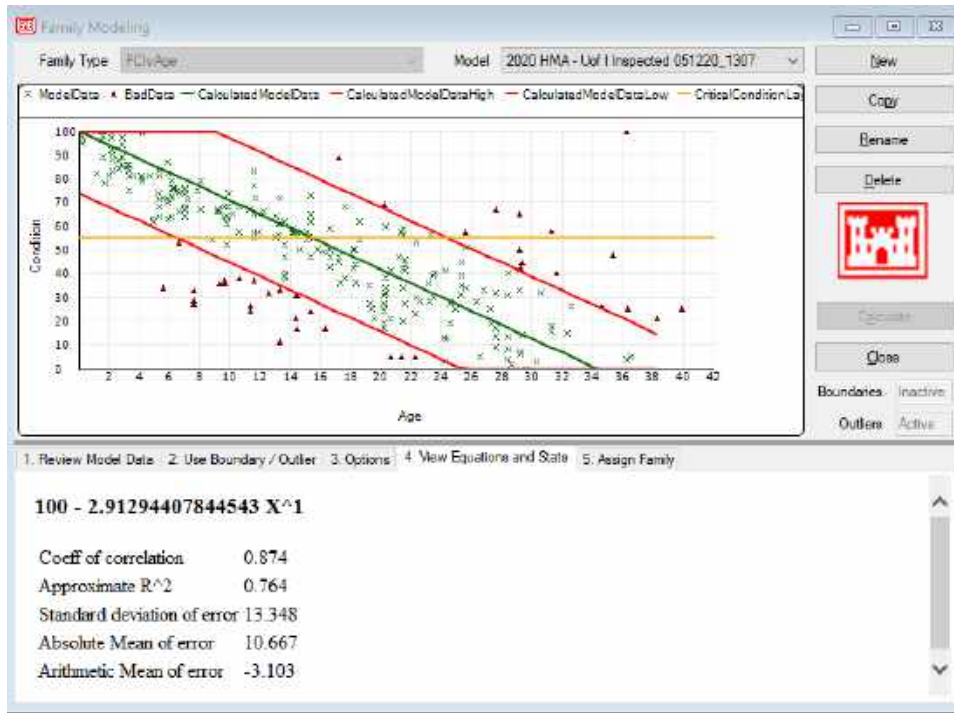 Family Modeling
Family Type PCIvAge Model 2020 HMA - Uof I Inspected 051220_1307 New
ModelData BadData CalculatedModelData CalculatedModelDataHigh CalculatedModelDataLow CriticalConditionLay
Copy
Rename
Delete
Calculate
Close
Boundaries Inactive
Outliers Active
100
90
80
70
60
50
40
30
20
10
0
Condition
2 4 6 8 10 12 14 16 18 20 22 24 26 28 30 32 34 36 38 40 42
Age
1. Review Model Data 2. Use Boundary / Outlier 3. Options 4. View Equations and Stats 5. Assign Family
100 - 2.91294407844543 X^1
Coeff of correlation 0.874
Approximate R^2 0.764
Standard deviation of error 13.348
Absolute Mean of error 10.667
Arithmetic Mean of error -3.103